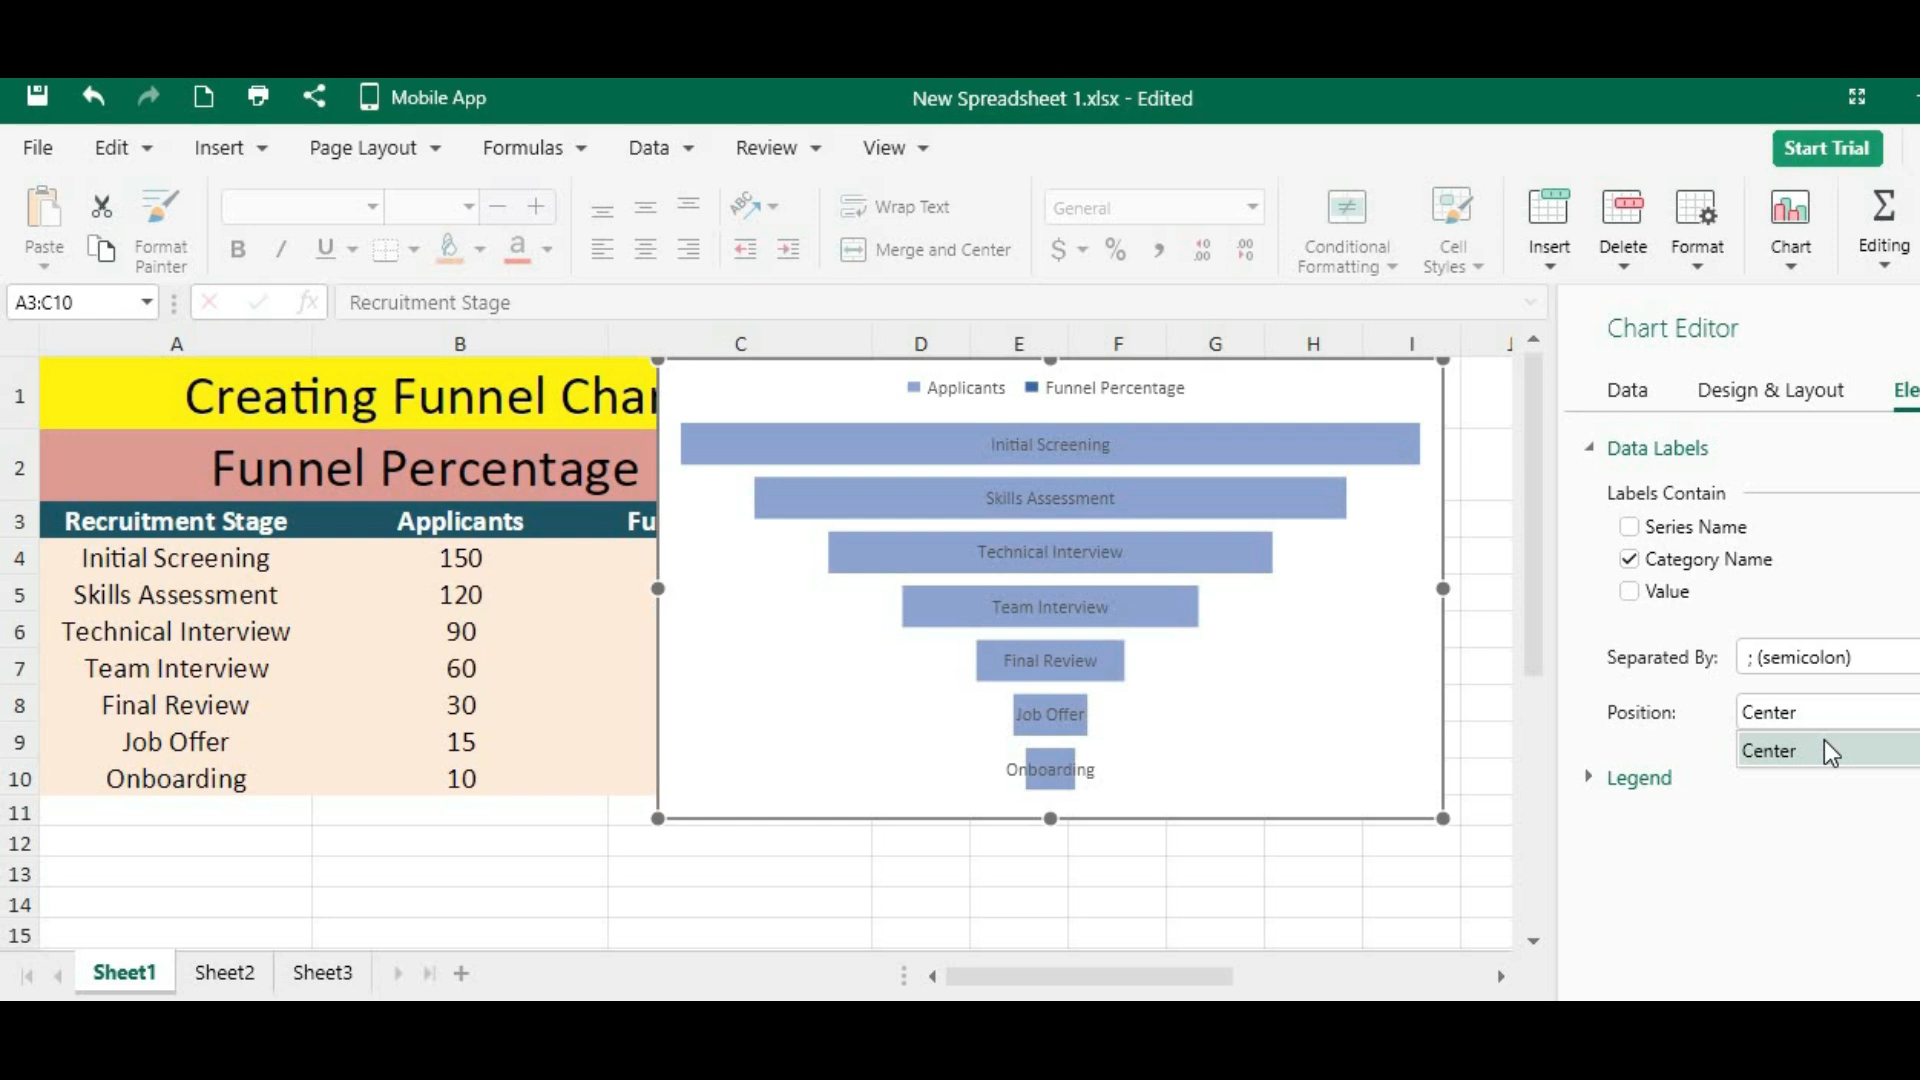 Mobile App
New Spreadsheet 1.xlsx - Edited
File Edit Insert Page Layout Formulas Data Review View
Start Trial
Wrap Text
General
Paste Format Painter
B I U a
Merge and Center
$ % , .00 .00
Conditional Formatting
Cell Styles
Insert Delete Format Chart Editing
A3:C10
fx Recruitment Stage
A B C D E F G H I J
1 Creating Funnel Char
2 Funnel Percentage
3 Recruitment Stage Applicants Fu
4 Initial Screening 150
5 Skills Assessment 120
6 Technical Interview 90
7 Team Interview 60
8 Final Review 30
9 Job Offer 15
10 Onboarding 10
11
12
13
14
15
Applicants Funnel Percentage
Initial Screening
Skills Assessment
Technical Interview
Team Interview
Final Review
Job Offer
Onboarding
Chart Editor
Data Design & Layout Ele
Data Labels
Labels Contain
Series Name
Category Name
Value
Separated By: ; (semicolon)
Position: Center
Center
Legend
Sheet1 Sheet2 Sheet3